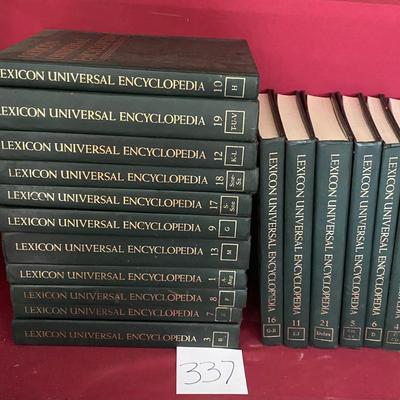 LEXICON UNIVERSAL ENCYCLOPEDIA 10 H
LEXICON UNIVERSAL ENCYCLOPEDIA 19 T-U-V
LEXICON UNIVERSAL ENCYCLOPEDIA 12 K-L
LEXICON UNIVERSAL ENCYCLOPEDIA 18
LEXICON UNIVERSAL ENCYCLOPEDIA 17
LEXICON UNIVERSAL ENCYCLOPEDIA 9 G
LEXICON UNIVERSAL ENCYCLOPEDIA 13 M
LEXICON UNIVERSAL ENCYCLOPEDIA 1
LEXICON UNIVERSAL ENCYCLOPEDIA 8 F
LEXICON UNIVERSAL ENCYCLOPEDIA 7
LEXICON UNIVERSAL ENCYCLOPEDIA 3 B
LEXICON UNIVERSAL ENCYCLOPEDIA 16 Q-R
LEXICON UNIVERSAL ENCYCLOPEDIA 11 I-J
LEXICON UNIVERSAL ENCYCLOPEDIA 21 Index
LEXICON UNIVERSAL ENCYCLOPEDIA 5
LEXICON UNIVERSAL ENCYCLOPEDIA 6 D
4
337